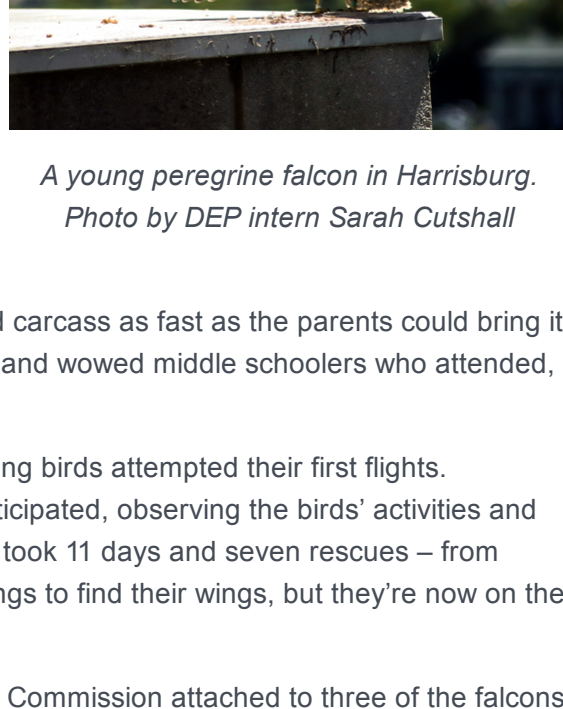 A young peregrine falcon in Harrisburg.
Photo by DEP intern Sarah Cutshall
carcass as fast as the parents could bring it
and wowed middle schoolers who attended,
birds attempted their first flights.
observing the birds’ activities and
took 11 days and seven rescues – from
to find their wings, but they’re now on the
Commission attached to three of the falcons